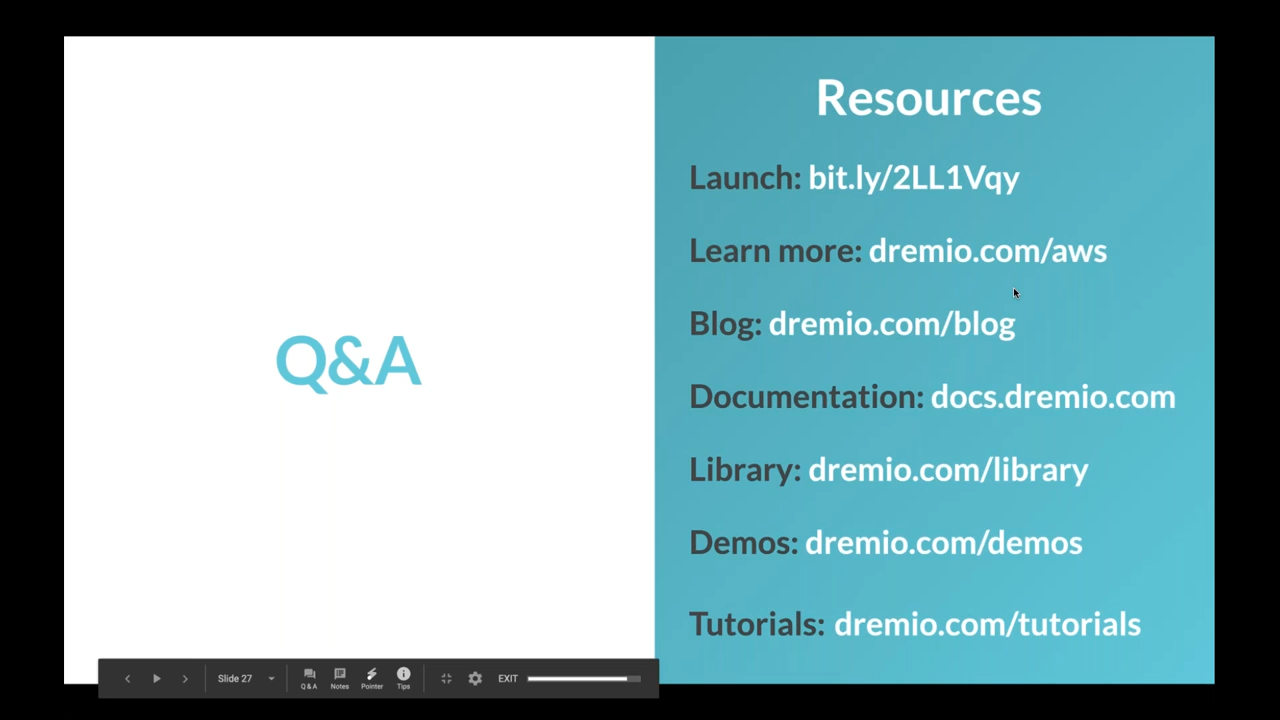 Q&A
Resources
Launch: bit.ly/2LL1Vqy
Learn more: dremio.com/aws
Blog: dremio.com/blog
Documentation: docs.dremio.com
Library: dremio.com/library
Demos: dremio.com/demos
Tutorials: dremio.com/tutorials
Slide 27 Q&A Notes Pointer Tips EXIT